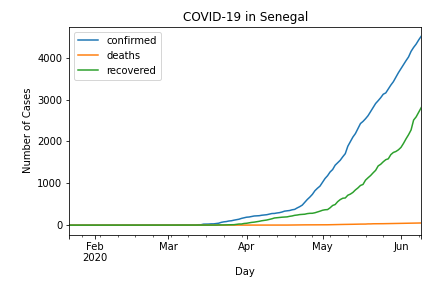 COVID-19 in Senegal
confirmed
deaths
recovered
Number of Cases
4000
3000
2000
1000
0
Feb Mar Apr May Jun
2020
Day